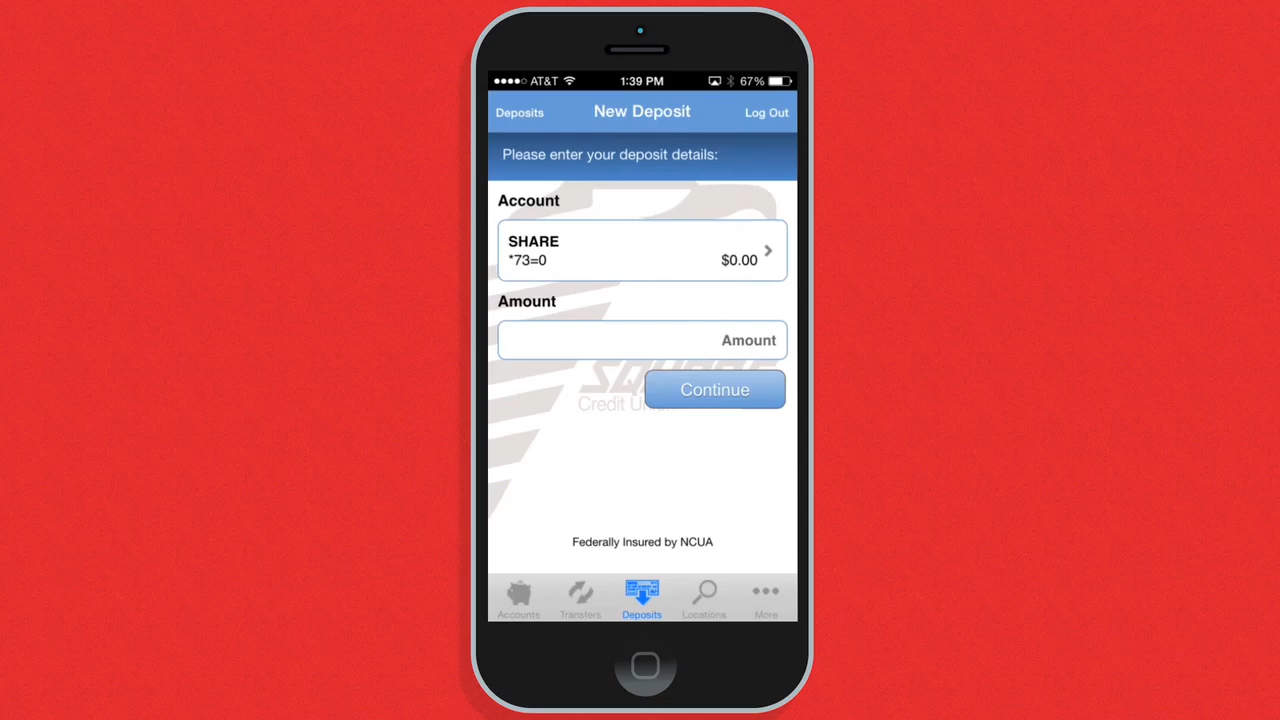 AT&T 1:39 PM 67%
Deposits New Deposit Log Out
Please enter your deposit details:
Account
SHARE
*73=0 $0.00
Amount
Amount
Continue
Credit
Federally Insured by NCUA
Accounts Transfers Deposits Locations More